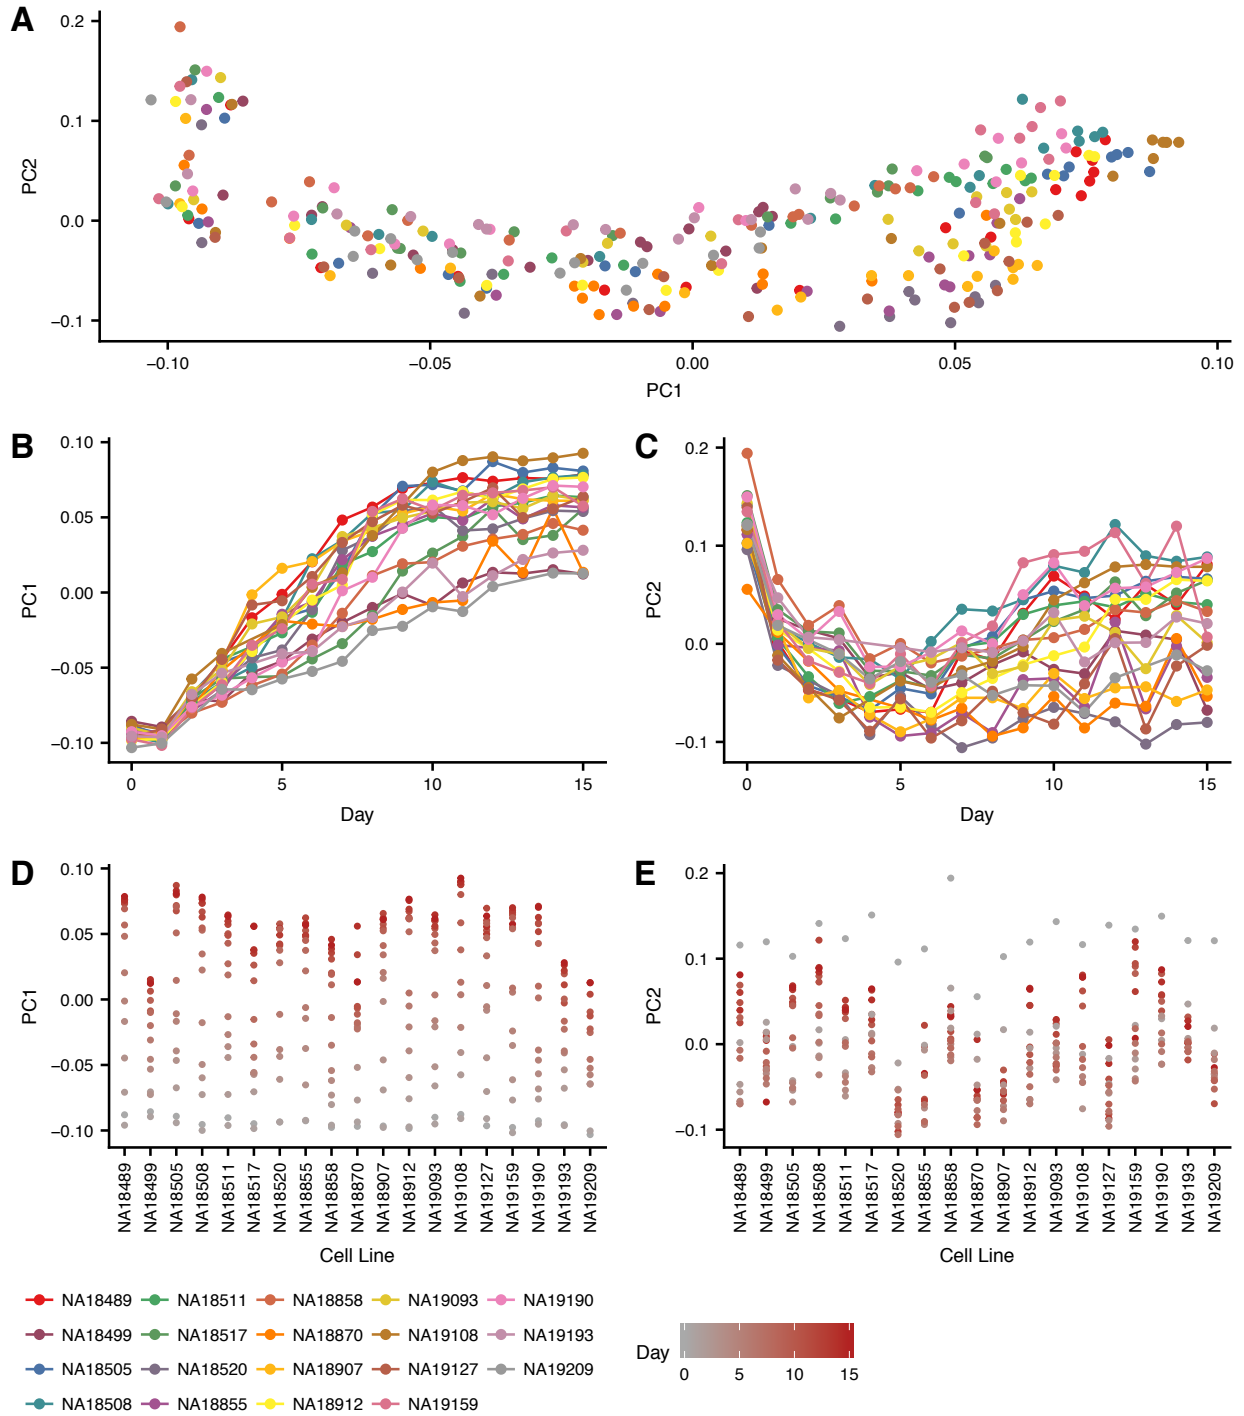 A
0.2
0.1
0.0
−0.1
PC2
−0.10
−0.05
0.00
0.05
0.10
PC1
B
0.10
0.05
0.00
−0.05
−0.10
PC1
0
5
10
15
Day
C
0.2
0.1
0.0
−0.1
PC2
0
5
10
15
Day
D
0.10
0.05
0.00
−0.05
−0.10
PC1
NA18489
NA18499
NA18505
NA18508
NA18511
NA18517
NA18520
NA18855
NA18858
NA18870
NA18907
NA18912
NA19093
NA19108
NA19127
NA19159
NA19190
NA19193
NA19209
Cell Line
E
0.2
0.1
0.0
−0.1
PC2
NA18489
NA18499
NA18505
NA18508
NA18511
NA18517
NA18520
NA18855
NA18858
NA18870
NA18907
NA18912
NA19093
NA19108
NA19127
NA19159
NA19190
NA19193
NA19209
Cell Line
NA18489 NA18511 NA18858 NA19093 NA19190
NA18499 NA18517 NA18870 NA19108 NA19193
NA18505 NA18520 NA18907 NA19127 NA19209
NA18508 NA18855 NA18912 NA19159
Day
0 5 10 15